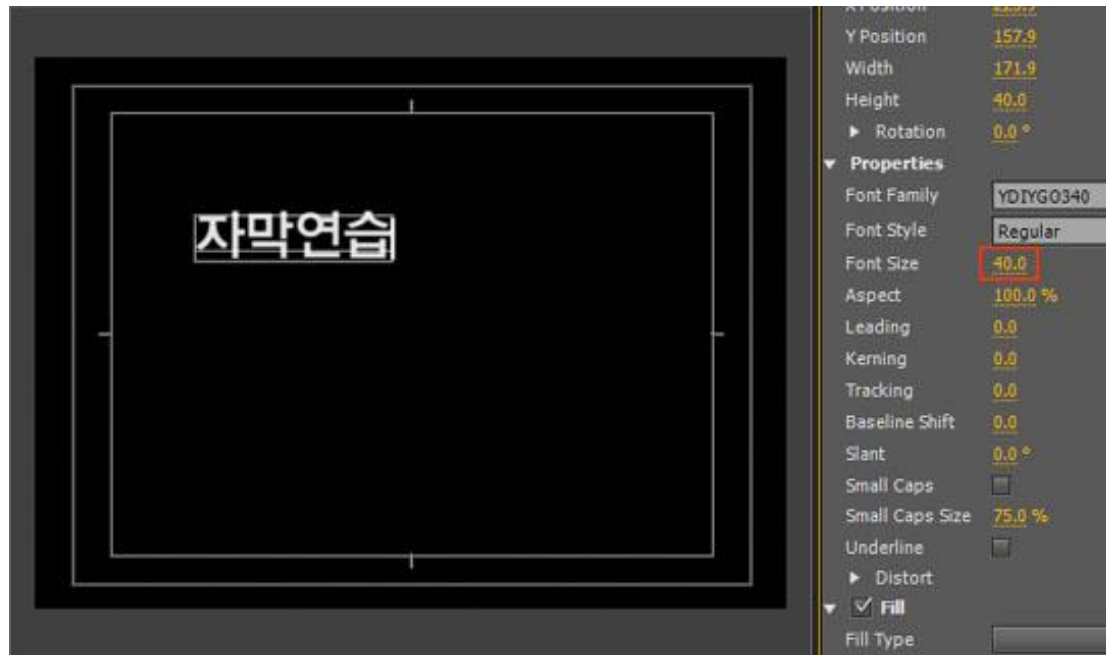 자막연습
Y Position 157.9
Width 171.9
Height 40.0
Rotation 0.0 °
Properties
Font Family YDIYGO340
Font Style Regular
Font Size 40.0
Aspect 100.0 %
Leading 0.0
Kerning 0.0
Tracking 0.0
Baseline Shift 0.0
Slant 0.0 °
Small Caps
Small Caps Size 75.0 %
Underline
Distort
Fill
Fill Type